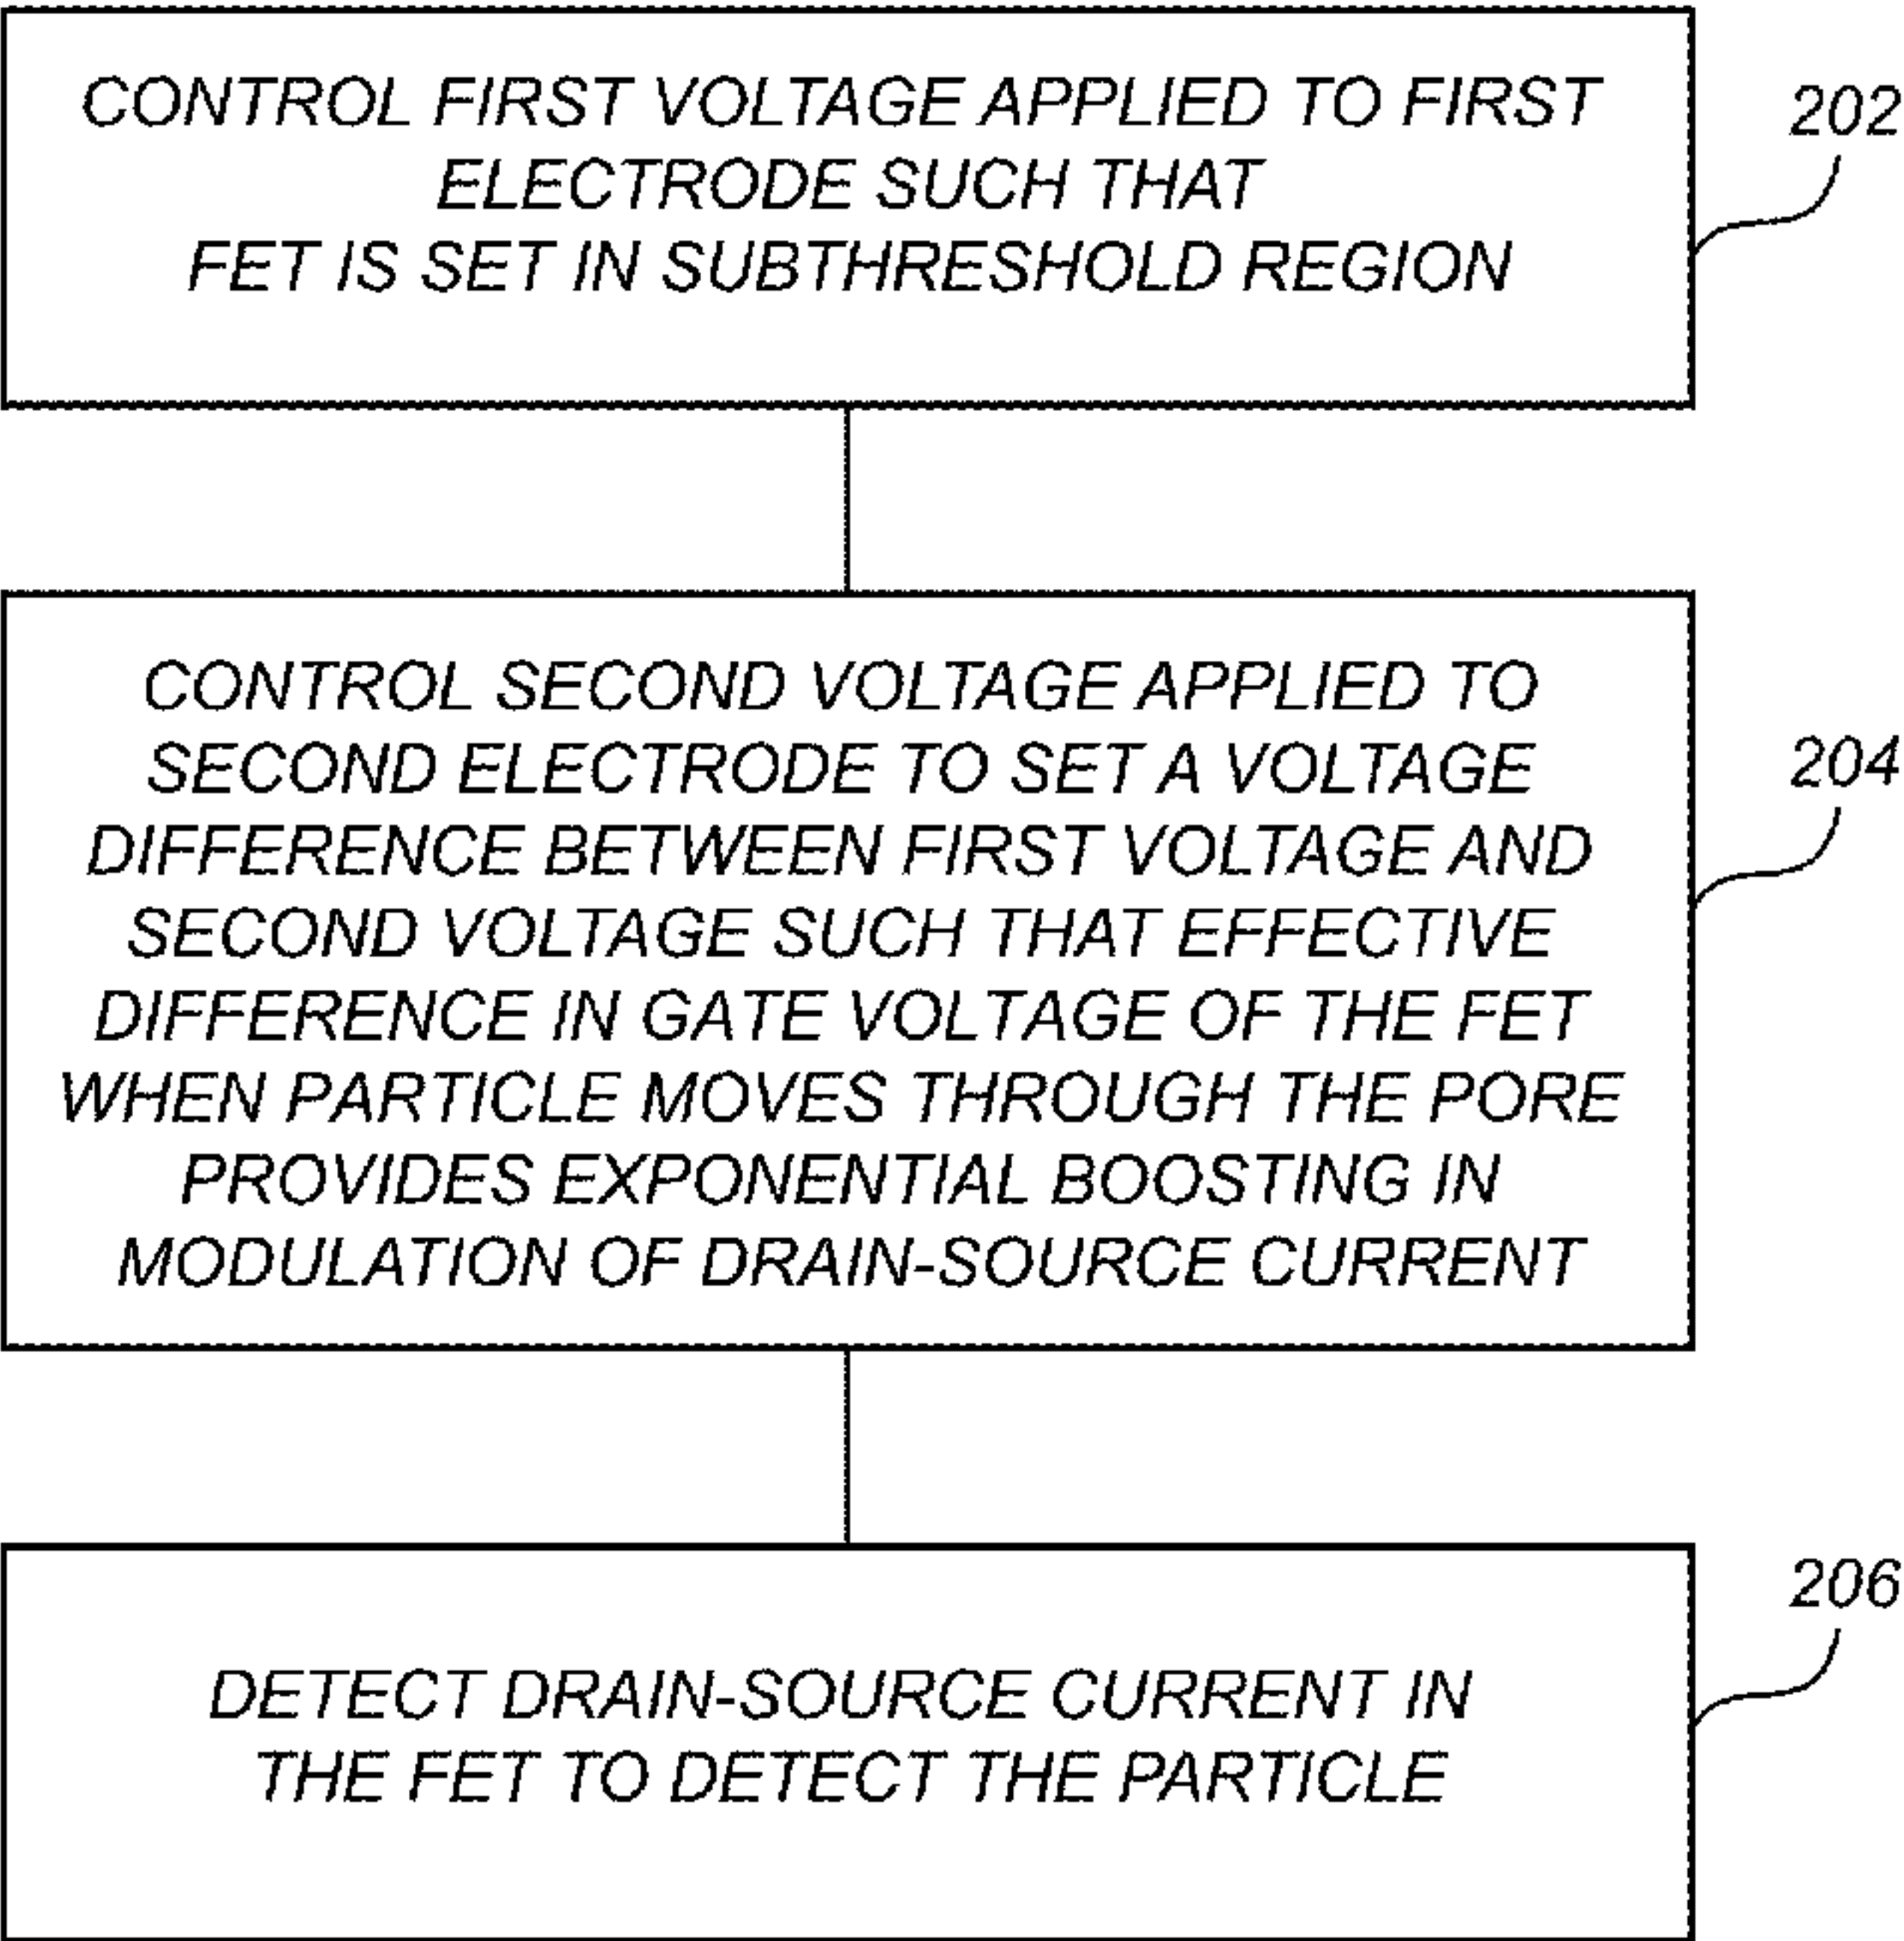 CONTROL FIRST VOLTAGE APPLIED TO FIRST
ELECTRODE SUCH THAT
FET IS SET IN SUBTHRESHOLD REGION
202
CONTROL SECOND VOLTAGE APPLIED TO
SECOND ELECTRODE TO SET A VOLTAGE
DIFFERENCE BETWEEN FIRST VOLTAGE AND
SECOND VOLTAGE SUCH THAT EFFECTIVE
DIFFERENCE IN GATE VOLTAGE OF THE FET
WHEN PARTICLE MOVES THROUGH THE PORE
PROVIDES EXPONENTIAL BOOSTING IN
MODULATION OF DRAIN-SOURCE CURRENT
204
DETECT DRAIN-SOURCE CURRENT IN
THE FET TO DETECT THE PARTICLE
206